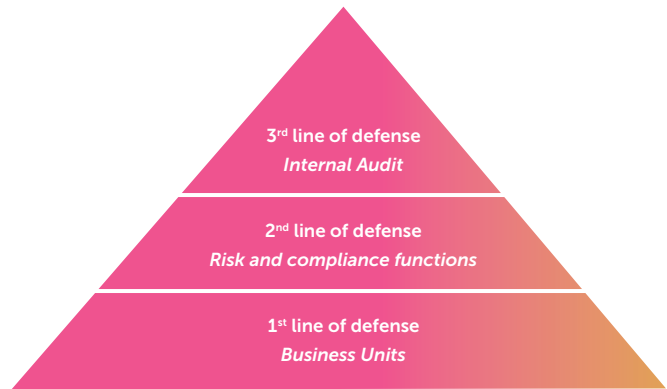 3rd line of defense
Internal Audit
2nd line of defense
Risk and compliance functions
1st line of defense
Business Units